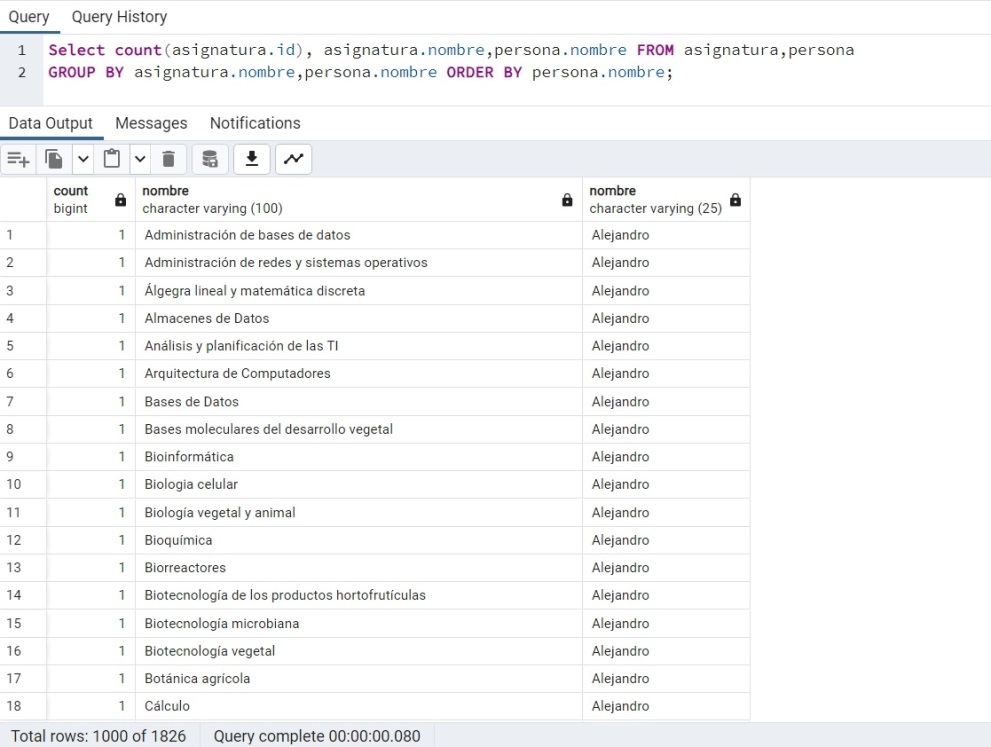 Query Query History
1 Select count(asignatura.id), asignatura.nombre,persona.nombre FROM asignatura,persona
2 GROUP BY asignatura.nombre,persona.nombre ORDER BY persona.nombre;
Data Output Messages Notifications
count nombre nombre
bigint character varying (100) character varying (25)
1 1 Administración de bases de datos Alejandro
2 1 Administración de redes y sistemas operativos Alejandro
3 1 Álgegra lineal y matemática discreta Alejandro
4 1 Almacenes de Datos Alejandro
5 1 Análisis y planificación de las TI Alejandro
6 1 Arquitectura de Computadores Alejandro
7 1 Bases de Datos Alejandro
8 1 Bases moleculares del desarrollo vegetal Alejandro
9 1 Bioinformática Alejandro
10 1 Biologia celular Alejandro
11 1 Biología vegetal y animal Alejandro
12 1 Bioquímica Alejandro
13 1 Biorreactores Alejandro
14 1 Biotecnología de los productos hortofrutículas Alejandro
15 1 Biotecnología microbiana Alejandro
16 1 Biotecnología vegetal Alejandro
17 1 Botánica agrícola Alejandro
18 1 Cálculo Alejandro
Total rows: 1000 of 1826 Query complete 00:00:00.080